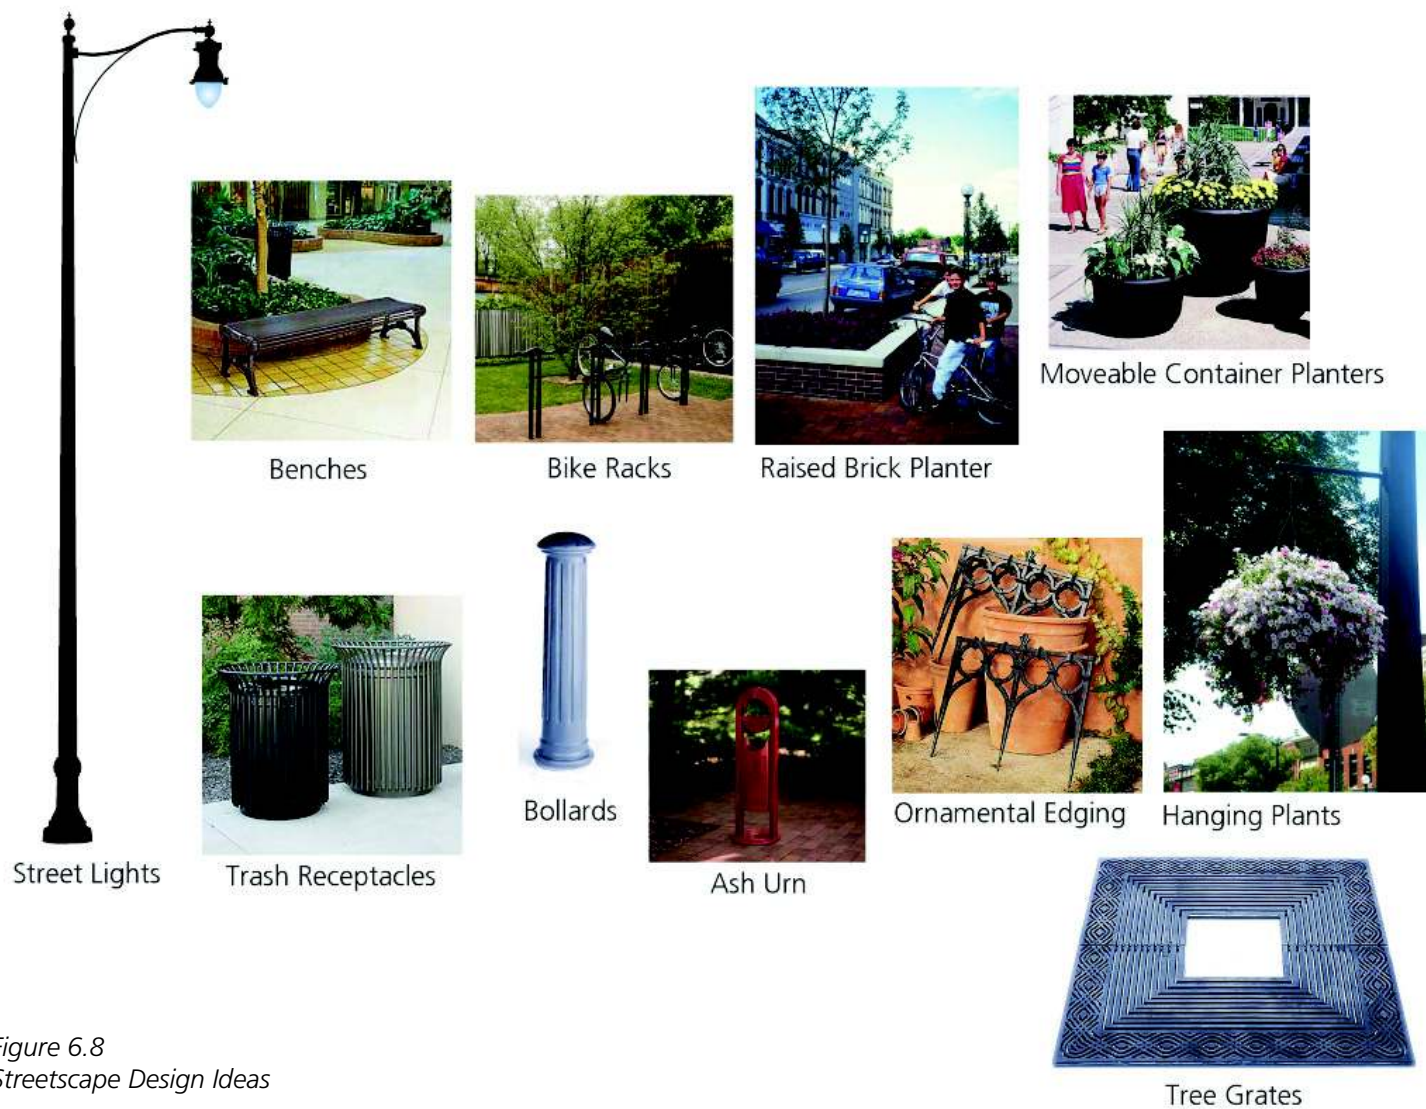 Moveable Container Planters
Benches
Bike Racks
Raised Brick Planter
Street Lights
Trash Receptacles
Bollards
Ash Urn
Ornamental Edging
Hanging Plants
Tree Grates
Figure 6.8
Streetscape Design Ideas